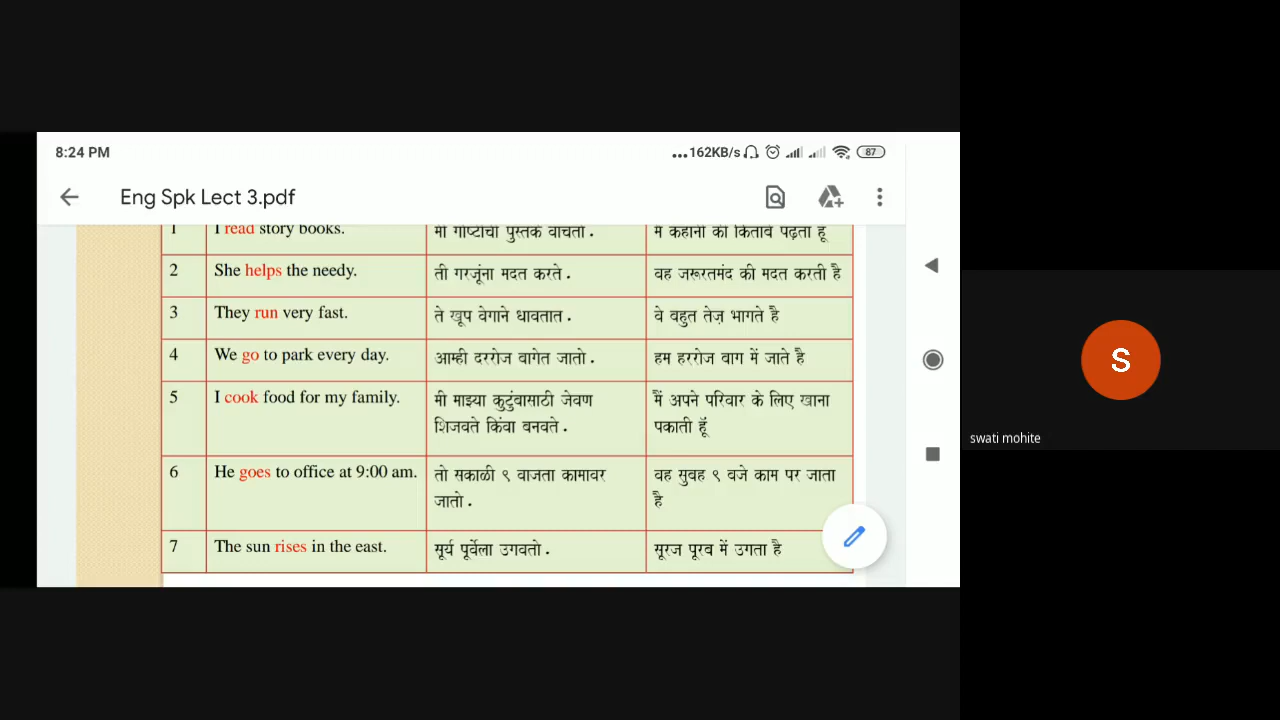 8:24 PM
...162KB/s
87
Eng Spk Lect 3.pdf
1 I read story books. मी गोष्टीची पुस्तक वाचतो. मैं कहानी की किताब पढ़ता हूँ
2 She helps the needy. ती गरजूंना मदत करते. वह जरूरतमंद की मदत करती है
3 They run very fast. ते खूप वेगाने धावतात. वे बहुत तेज़ भागते है
4 We go to park every day. आम्ही दररोज बागेत जातो. हम हररोज बाग में जाते है
5 I cook food for my family. मी माझ्या कुटुंबासाटी जेवण मैं अपने परिवार के लिए खाना
शिजवते किंवा बनवते. पकाती हूँ
6 He goes to office at 9:00 am. तो सकाळी ९ वाजता कामावर वह सुबह ९ बजे काम पर जाता
जातो. है
7 The sun rises in the east. सूर्य पूर्वेला उगवतो. सूरज पूरब में उगता है
S
swati mohite